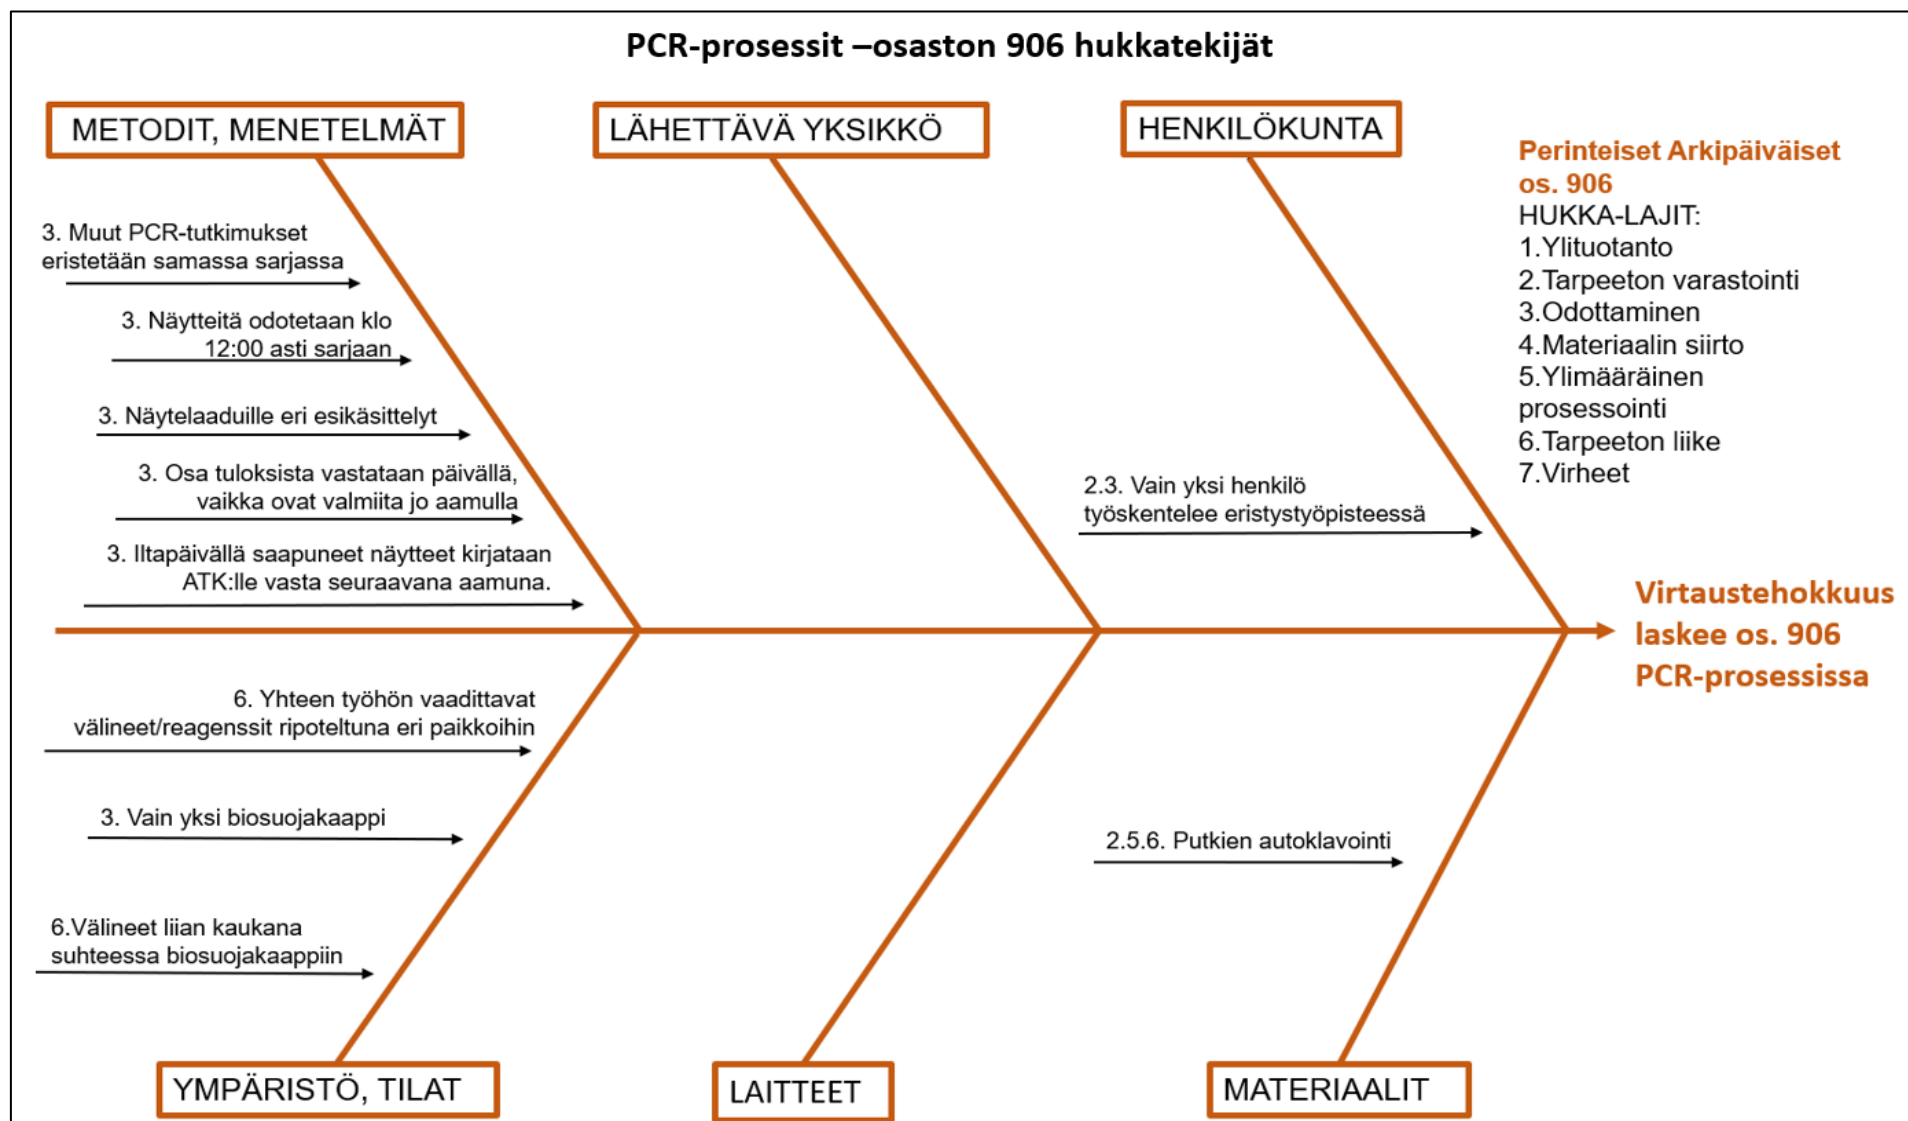 PCR-prosessit –osaston 906 hukkatekijät
METODIT, MENETELMÄT
LÄHETTÄVÄ YKSIKKÖ
HENKILÖKUNTA
3. Muut PCR-tutkimukset
eristetään samassa sarjassa
3. Näytteitä odotetaan klo
12:00 asti sarjaan
3. Näytelaaduille eri esikäsittelyt
3. Osa tuloksista vastataan päivällä,
vaikka ovat valmiita jo aamulla
3. Iltapäivällä saapuneet näytteet kirjataan
ATK:lle vasta seuraavana aamuna.
2.3. Vain yksi henkilö
työskentelee eristystyöpisteessä
Perinteiset Arkipäiväiset
os. 906
HUKKA-LAJIT:
1.Ylituotanto
2.Tarpeeton varastointi
3.Odottaminen
4.Materiaalin siirto
5.Ylimääräinen
prosessointi
6.Tarpeeton liike
7.Virheet
Virtaustehokkuus
laskee os. 906
PCR-prosessissa
6. Yhteen työhön vaadittavat
välineet/reagenssit ripoteltuna eri paikkoihin
3. Vain yksi biosuojakaappi
6.Välineet liian kaukana
suhteessa biosuojakaappiin
2.5.6. Putkien autoklavointi
YMPÄRISTÖ, TILAT
LAITTEET
MATERIAALIT